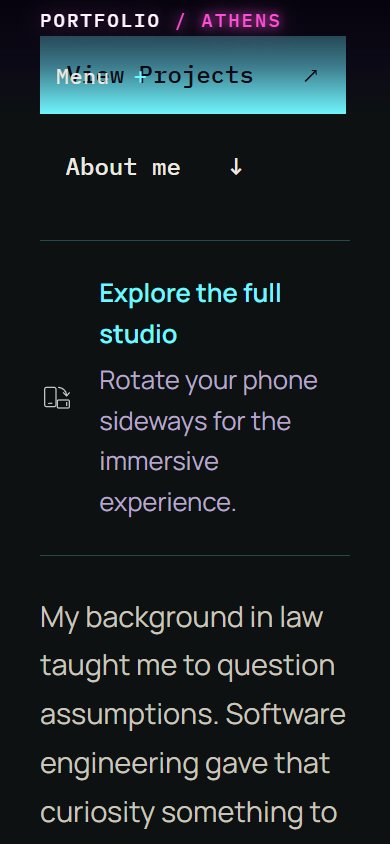 PORTFOLIO / ATHENS
Menu +
View Projects ↗
About me ↓
Explore the full
studio
Rotate your phone
sideways for the
immersive
experience.
My background in law
taught me to question
assumptions. Software
engineering gave that
curiosity something to